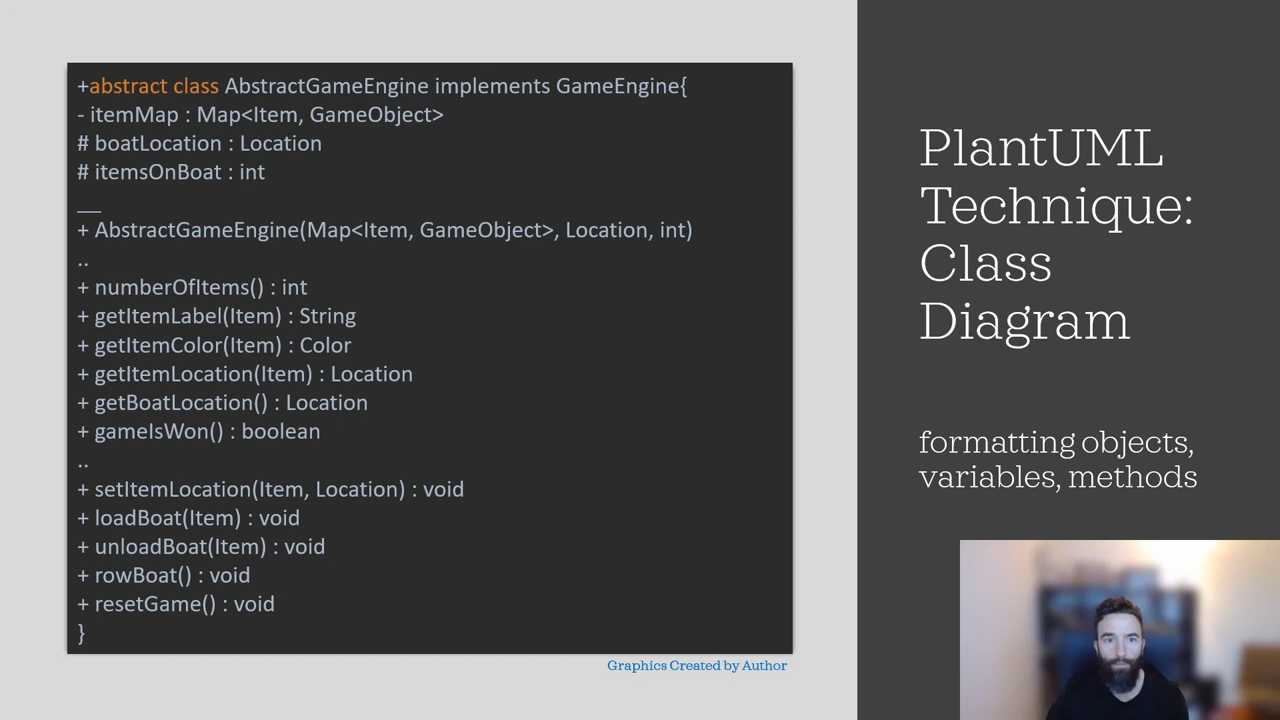 +abstract class AbstractGameEngine implements GameEngine{
- itemMap : Map<Item, GameObject>
# boatLocation : Location
# itemsOnBoat : int
__
+ AbstractGameEngine(Map<Item, GameObject>, Location, int)
..
+ numberOfItems() : int
+ getItemLabel(Item) : String
+ getItemColor(Item) : Color
+ getItemLocation(Item) : Location
+ getBoatLocation() : Location
+ gameIsWon() : boolean
..
+ setItemLocation(Item, Location) : void
+ loadBoat(Item) : void
+ unloadBoat(Item) : void
+ rowBoat() : void
+ resetGame() : void
}
Graphics Created by Author
PlantUML
Technique:
Class
Diagram
formatting objects,
variables, methods